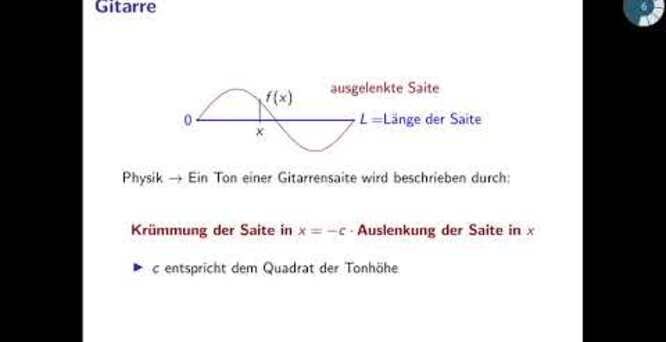 Gitarre
6
f(x)
ausgelenkte Saite
0
L =Länge der Saite
x
Physik → Ein Ton einer Gitarrensaite wird beschrieben durch:
Krümmung der Saite in x = −c · Auslenkung der Saite in x
► c entspricht dem Quadrat der Tonhöhe